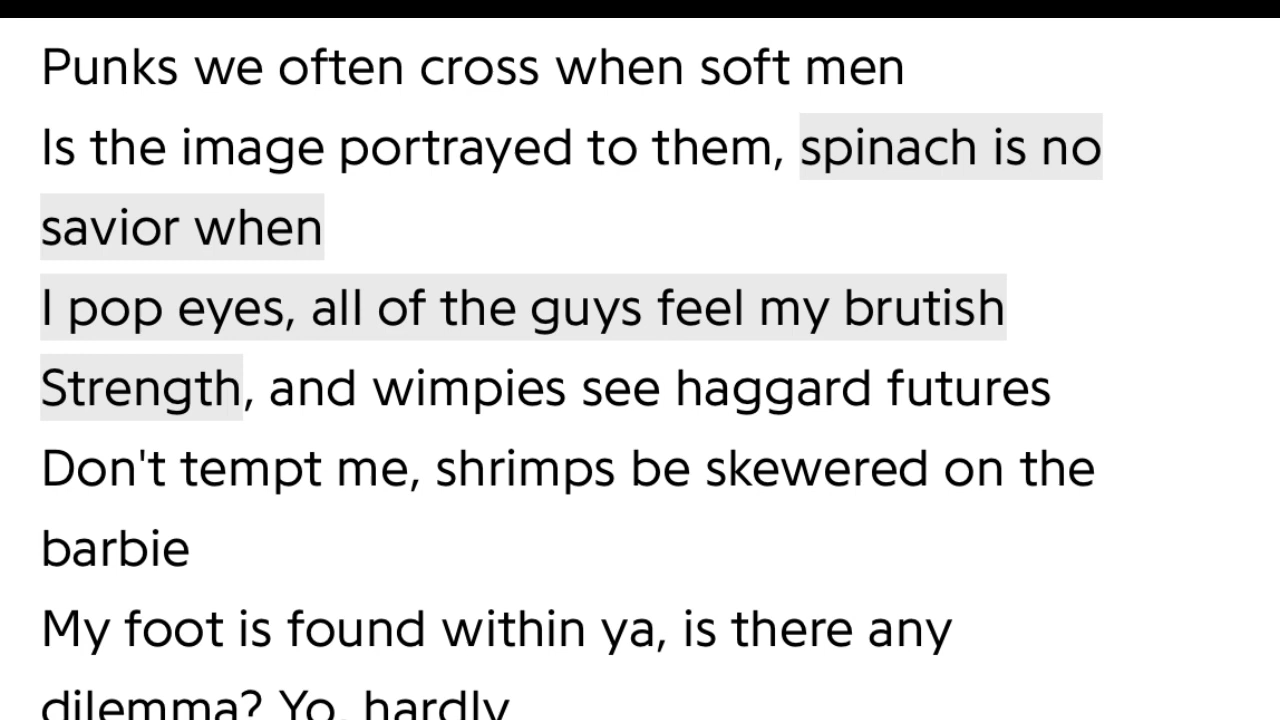 Punks we often cross when soft men
Is the image portrayed to them, spinach is no
savior when
I pop eyes, all of the guys feel my brutish
Strength, and wimpies see haggard futures
Don't tempt me, shrimps be skewered on the
barbie
My foot is found within ya, is there any
dilemma? Yo, hardly